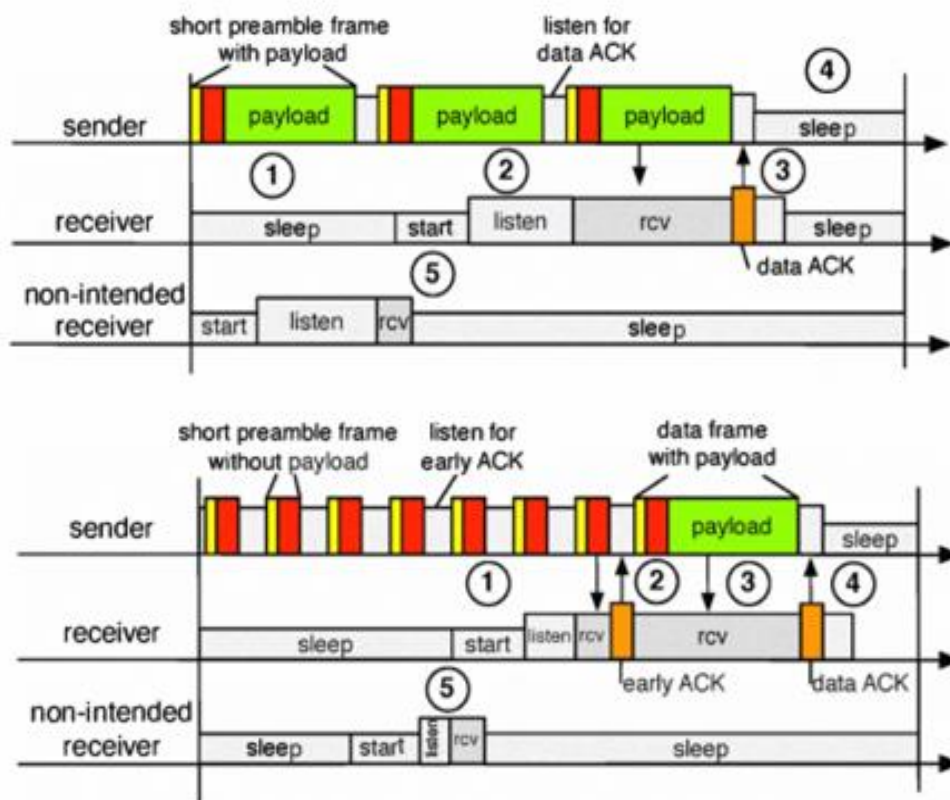 short preamble frame
with payload
listen for
data ACK
4
sender
payload
payload
payload
sleep
1
2
3
receiver
sleep
start
listen
rcv
sleep
data ACK
5
non-intended
receiver
start
listen
rcv
sleep
short preamble frame
without payload
listen for
early ACK
data frame
with payload
sender
payload
sleep
1
2
3
4
receiver
sleep
start
listen
rcv
rcv
early ACK
data ACK
5
non-intended
receiver
sleep
start
listen
rcv
sleep